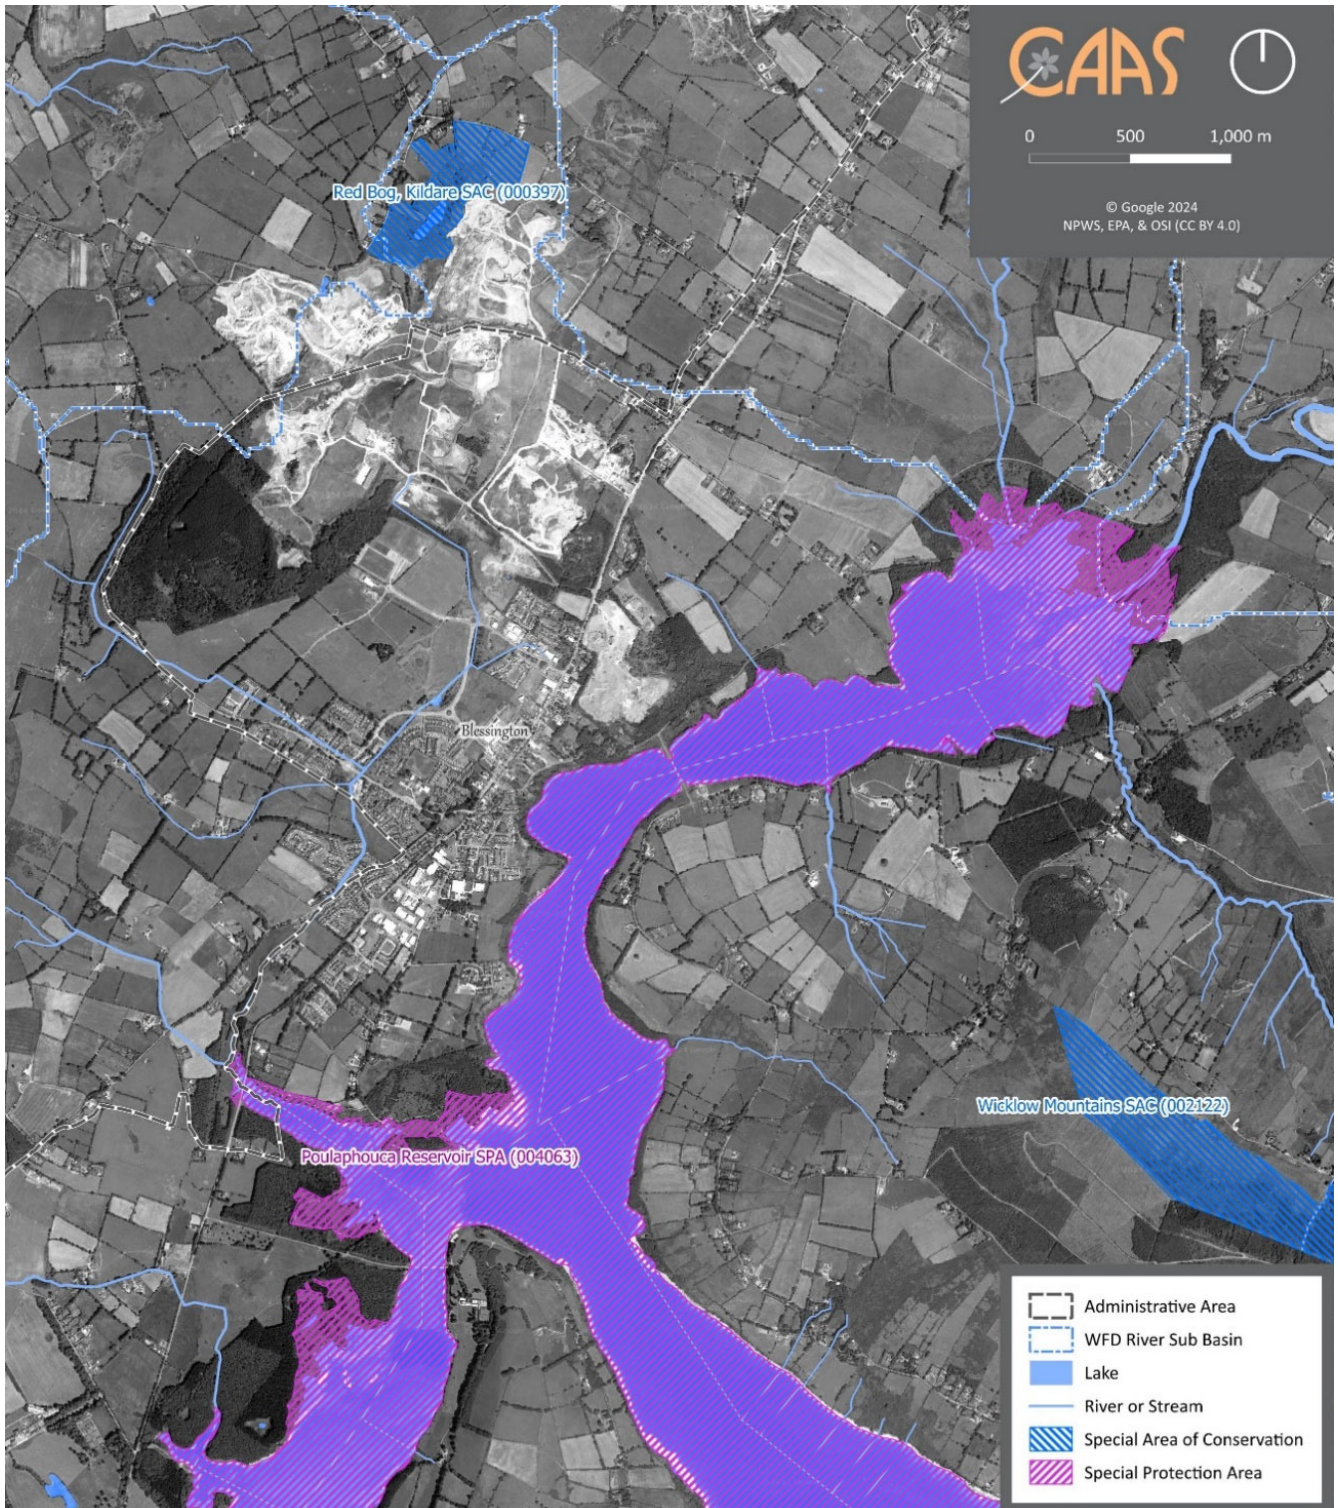 CAAS
0 500 1,000 m
© Google 2024
NPWS, EPA, & OSI (CC BY 4.0)
Red Bog, Kildare SAC (000397)
Blessington
Wicklow Mountains SAC (002122)
Poulaphouca Reservoir SPA (004063)
Administrative Area
WFD River Sub Basin
Lake
River or Stream
Special Area of Conservation
Special Protection Area